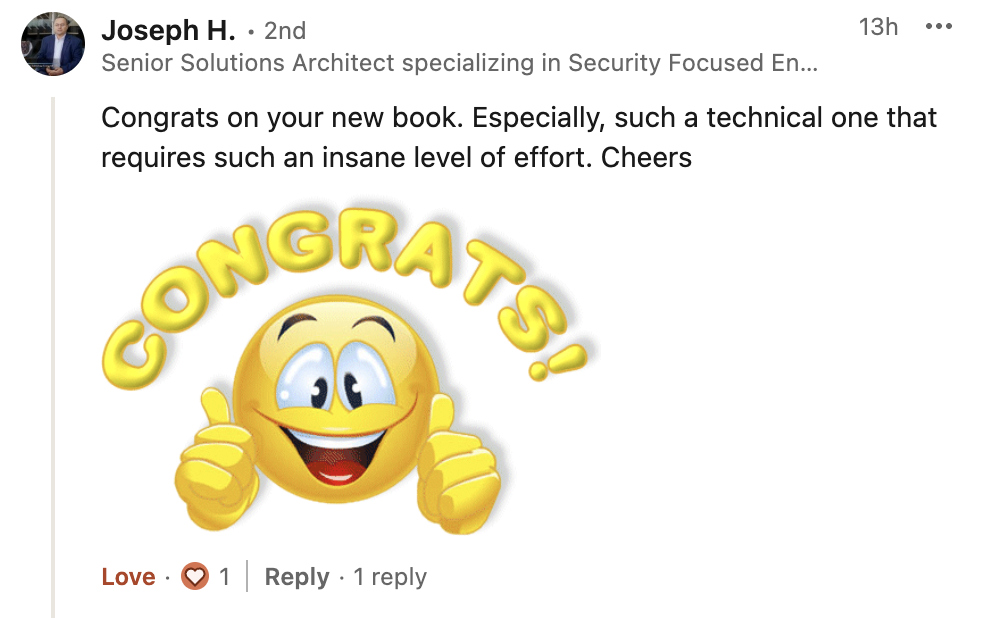 Joseph H. • 2nd
13h •••
Senior Solutions Architect specializing in Security Focused En...
Congrats on your new book. Especially, such a technical one that
requires such an insane level of effort. Cheers
CONGRATS!
Love · 1 | Reply · 1 reply